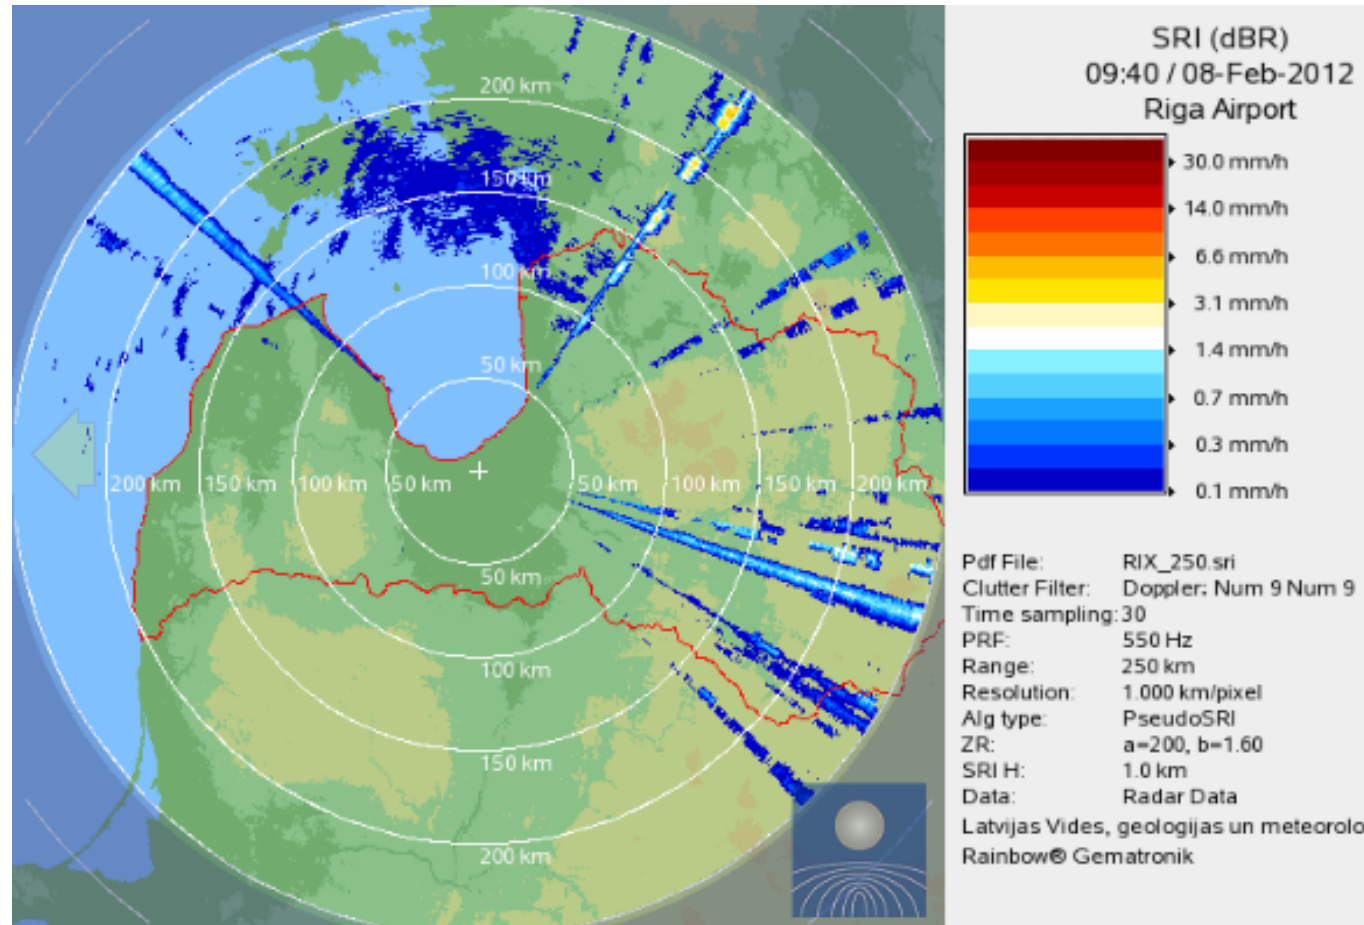 SRI (dBR)
09:40 / 08-Feb-2012
Riga Airport
30.0 mm/h
14.0 mm/h
6.6 mm/h
3.1 mm/h
1.4 mm/h
0.7 mm/h
0.3 mm/h
0.1 mm/h
200 km
150 km
100 km
50 km
200 km 150 km 100 km 50 km 50 km 100 km 150 km 200 km
50 km
100 km
150 km
200 km
Pdf File: RIX_250.sri
Clutter Filter: Doppler: Num 9 Num 9
Time sampling: 30
PRF: 550 Hz
Range: 250 km
Resolution: 1.000 km/pixel
Alg type: PseudoSRI
ZR: a=200, b=1.60
SRI H: 1.0 km
Data: Radar Data
Latvijas Vides, geologijas un meteorolo
Rainbow® Gematronik